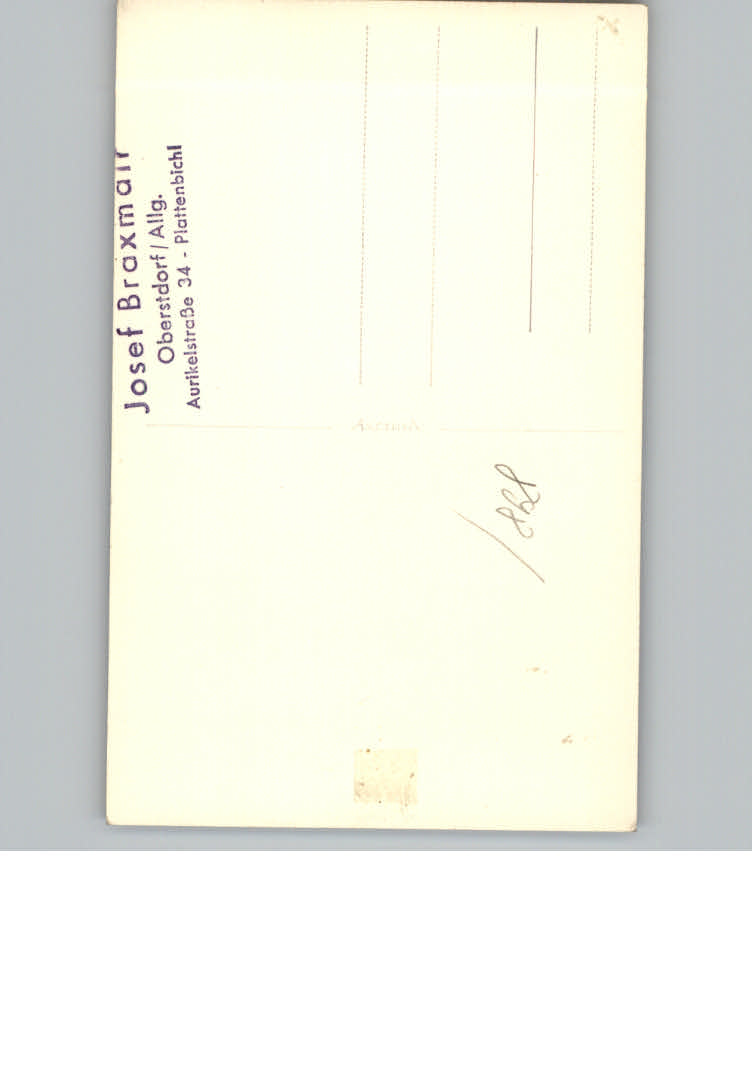 Josef Braxmair
Oberstdorf/Allg.
Aurikelstraße 34 - Plattenbichl